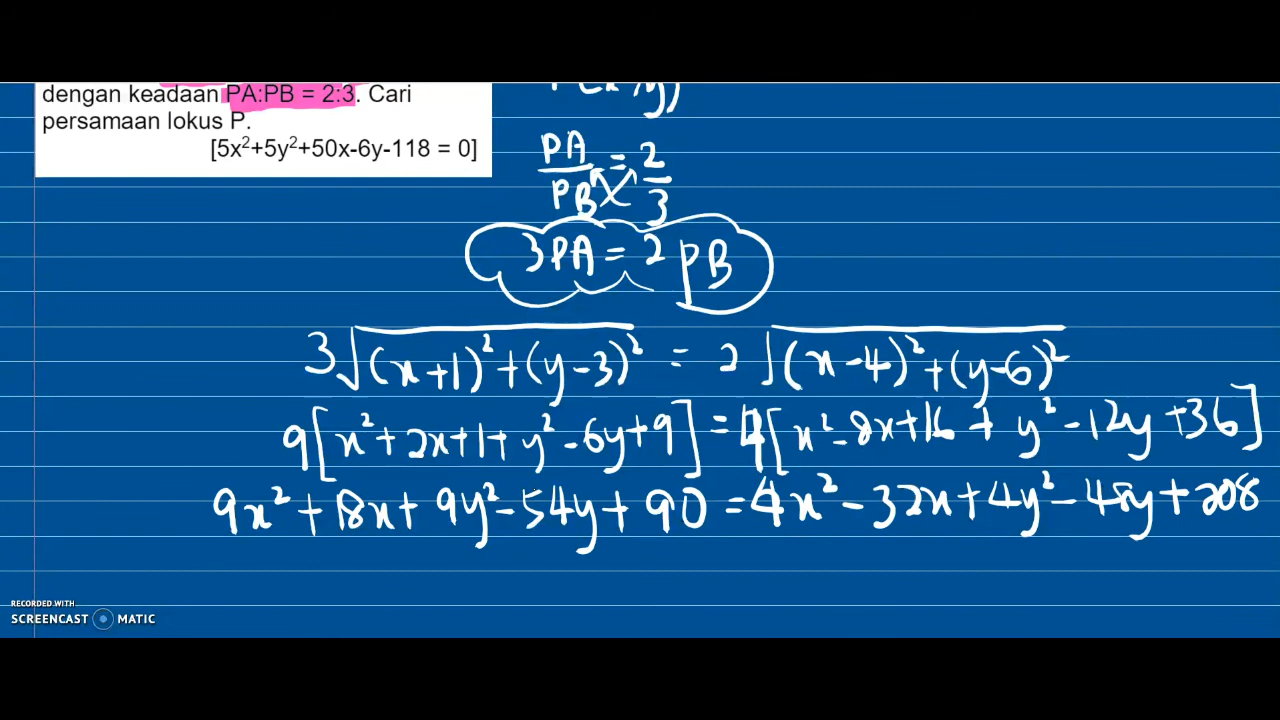 dengan keadaan PA:PB = 2:3. Cari
persamaan lokus P.
[5x²+5y²+50x-6y-118 = 0]
PA/PB = 2/3
3PA = 2 PB
3√(x+1)²+(y-3)² = 2√(x-4)²+(y-6)²
9[x²+2x+1+y²-6y+9] = 4[x²-8x+16+y²-12y+36]
9x²+18x+9y²-54y+90 = 4x²-32x+4y²-48y+208
RECORDED WITH
SCREENCAST MATIC